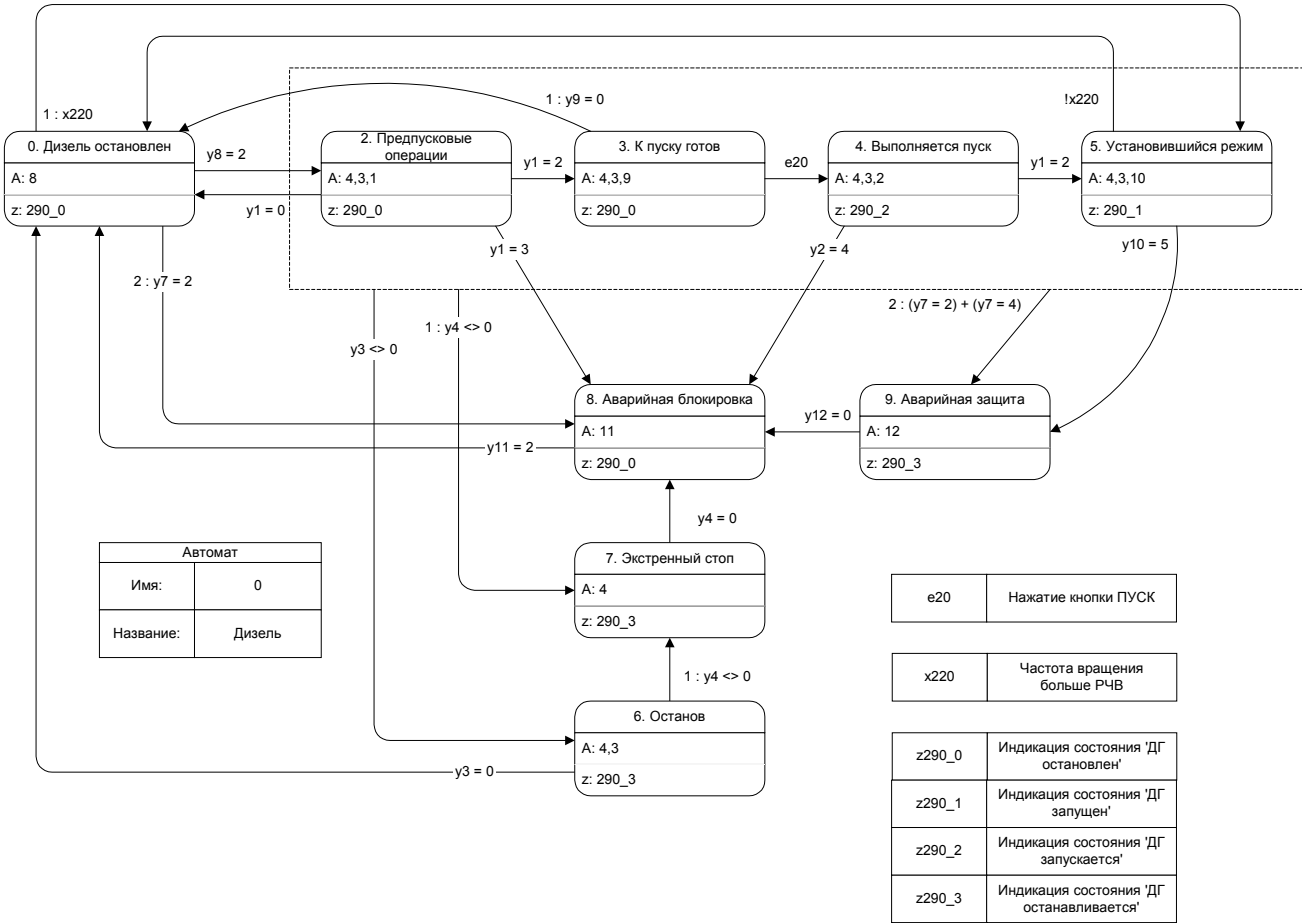 1 : x220
1 : y9 = 0
!x220
0. Дизель остановлен
A: 8
z: 290_0
y8 = 2
y1 = 0
2. Предпусковые
операции
A: 4,3,1
z: 290_0
y1 = 2
3. К пуску готов
A: 4,3,9
z: 290_0
e20
4. Выполняется пуск
A: 4,3,2
z: 290_2
y1 = 2
5. Установившийся режим
A: 4,3,10
z: 290_1
2 : y7 = 2
y1 = 3
y2 = 4
y10 = 5
y3 <> 0
1 : y4 <> 0
2 : (y7 = 2) + (y7 = 4)
8. Аварийная блокировка
A: 11
z: 290_0
y11 = 2
y12 = 0
9. Аварийная защита
A: 12
z: 290_3
y4 = 0
7. Экстренный стоп
A: 4
z: 290_3
1 : y4 <> 0
6. Останов
A: 4,3
z: 290_3
y3 = 0
Автомат
Имя: 0
Название: Дизель
e20 Нажатие кнопки ПУСК
x220 Частота вращения
больше РЧВ
z290_0 Индикация состояния 'ДГ
остановлен'
z290_1 Индикация состояния 'ДГ
запущен'
z290_2 Индикация состояния 'ДГ
запускается'
z290_3 Индикация состояния 'ДГ
останавливается'